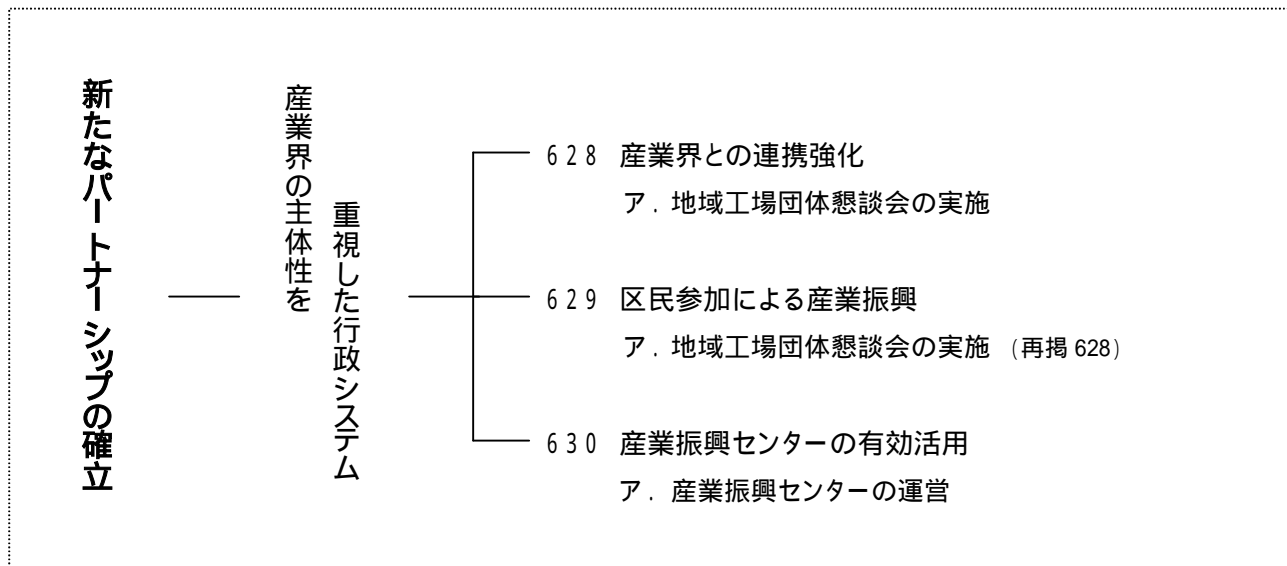 新たなパートナーシップの確立
産業界の主体性を
重視した行政システム
628 産業界との連携強化
ア．地域工場団体懇談会の実施
629 区民参加による産業振興
ア．地域工場団体懇談会の実施 （再掲 628）
630 産業振興センターの有効活用
ア．産業振興センターの運営